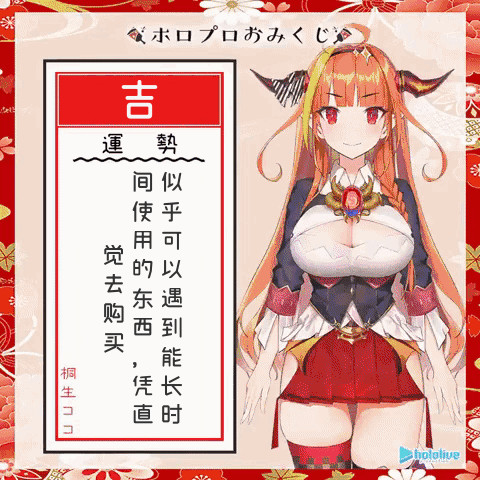 ホロプロおみくじ
吉
運勢
似乎可以遇到能长时
间使用的东西，凭直
觉去购买
桐生ココ
hololive